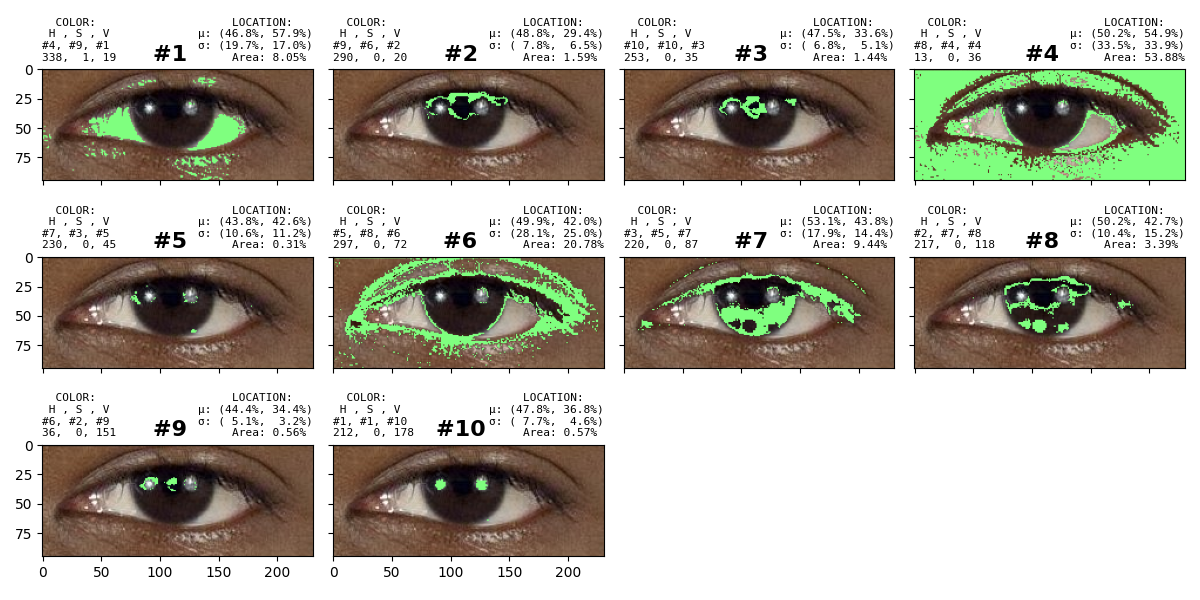 COLOR: LOCATION: COLOR: LOCATION: COLOR: LOCATION: COLOR: LOCATION:
H , S , V μ: (46.8%, 57.9%) H , S , V μ: (48.8%, 29.4%) H , S , V μ: (47.5%, 33.6%) H , S , V μ: (50.2%, 54.9%)
#4, #9, #1 #1 σ: (19.7%, 17.0%) #9, #6, #2 #2 σ: ( 7.8%, 6.5%) #10, #10, #3 #3 σ: ( 6.8%, 5.1%) #8, #4, #4 #4 σ: (33.5%, 33.9%)
338, 1, 19 Area: 8.05% 290, 0, 20 Area: 1.59% 253, 0, 35 Area: 1.44% 13, 0, 36 Area: 53.88%
0
25
50
75
COLOR: LOCATION: COLOR: LOCATION: COLOR: LOCATION: COLOR: LOCATION:
H , S , V μ: (43.8%, 42.6%) H , S , V μ: (49.9%, 42.0%) H , S , V μ: (53.1%, 43.8%) H , S , V μ: (50.2%, 42.7%)
#7, #3, #5 #5 σ: (10.6%, 11.2%) #5, #8, #6 #6 σ: (28.1%, 25.0%) #3, #5, #7 #7 σ: (17.9%, 14.4%) #2, #7, #8 #8 σ: (10.4%, 15.2%)
230, 0, 45 Area: 0.31% 297, 0, 72 Area: 20.78% 220, 0, 87 Area: 9.44% 217, 0, 118 Area: 3.39%
0
25
50
75
COLOR: LOCATION: COLOR: LOCATION:
H , S , V μ: (44.4%, 34.4%) H , S , V μ: (47.8%, 36.8%)
#6, #2, #9 #9 σ: ( 5.1%, 3.2%) #1, #1, #10 #10 σ: ( 7.7%, 4.6%)
36, 0, 151 Area: 0.56% 212, 0, 178 Area: 0.57%
0
25
50
75
0 50 100 150 200 0 50 100 150 200